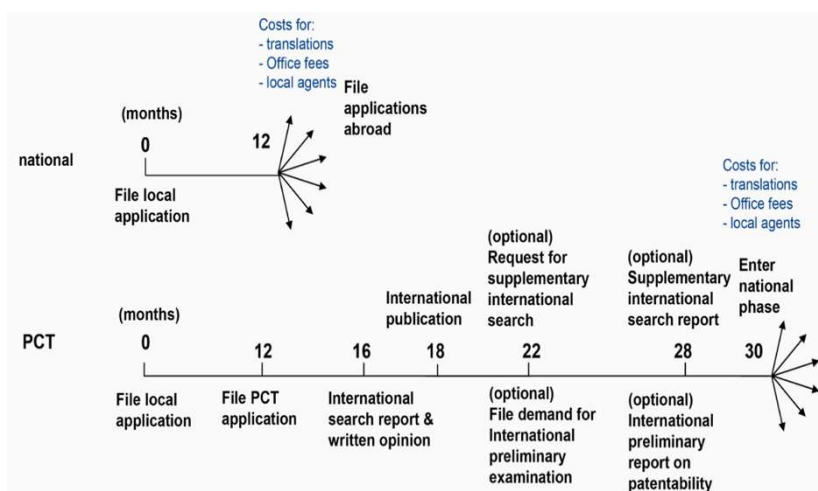 Costs for:
- translations
- Office fees
- local agents
File
applications
abroad
(months)
0
12
national
File local
application
Costs for:
- translations
- Office fees
- local agents
(optional)
Request for
supplementary
international
search
(optional)
Supplementary
international
search report
Enter
national
phase
International
publication
(months)
PCT
0
12
16
18
22
28
30
File local
application
File PCT
application
International
search report &
written opinion
(optional)
File demand for
International
preliminary
examination
(optional)
International
preliminary
report on
patentability